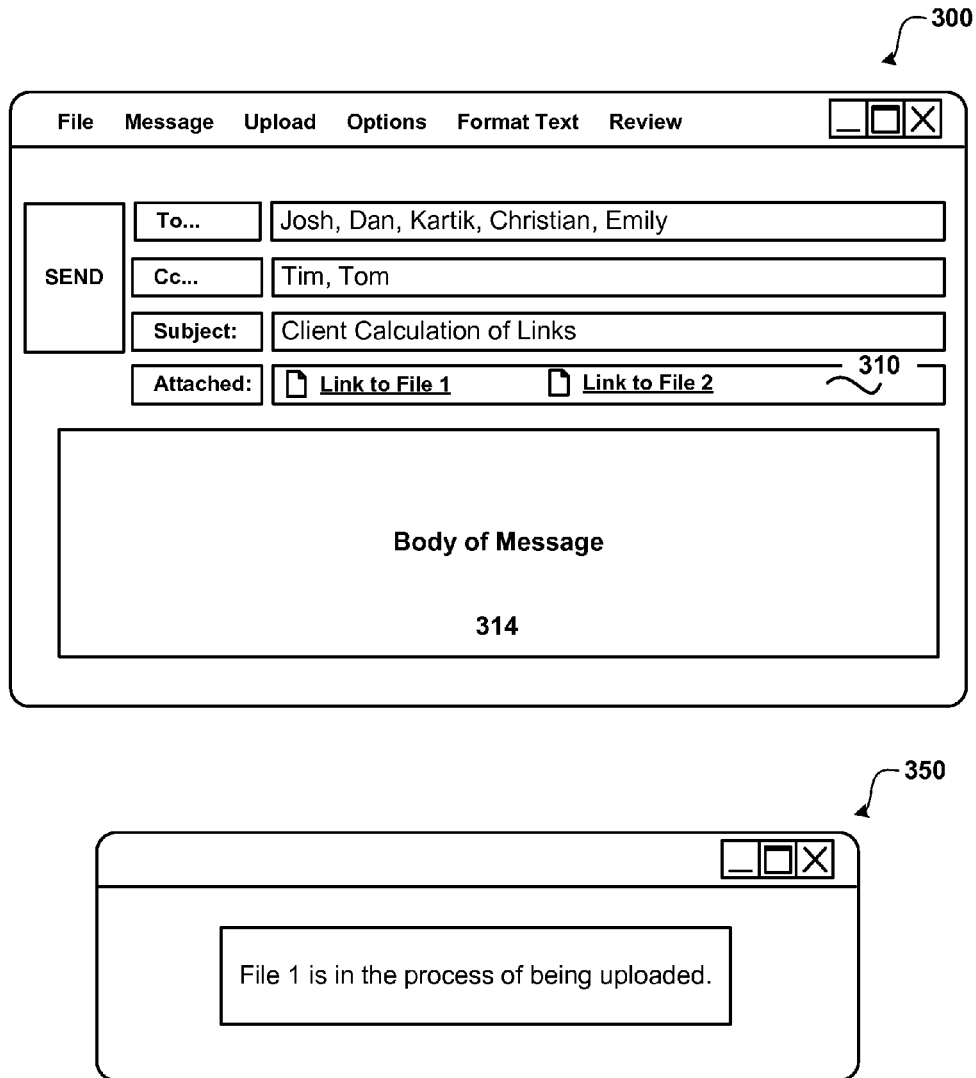 300
File Message Upload Options Format Text Review
To... Josh, Dan, Kartik, Christian, Emily
SEND Cc... Tim, Tom
Subject: Client Calculation of Links
Attached: Link to File 1 Link to File 2 310
Body of Message
314
350
File 1 is in the process of being uploaded.